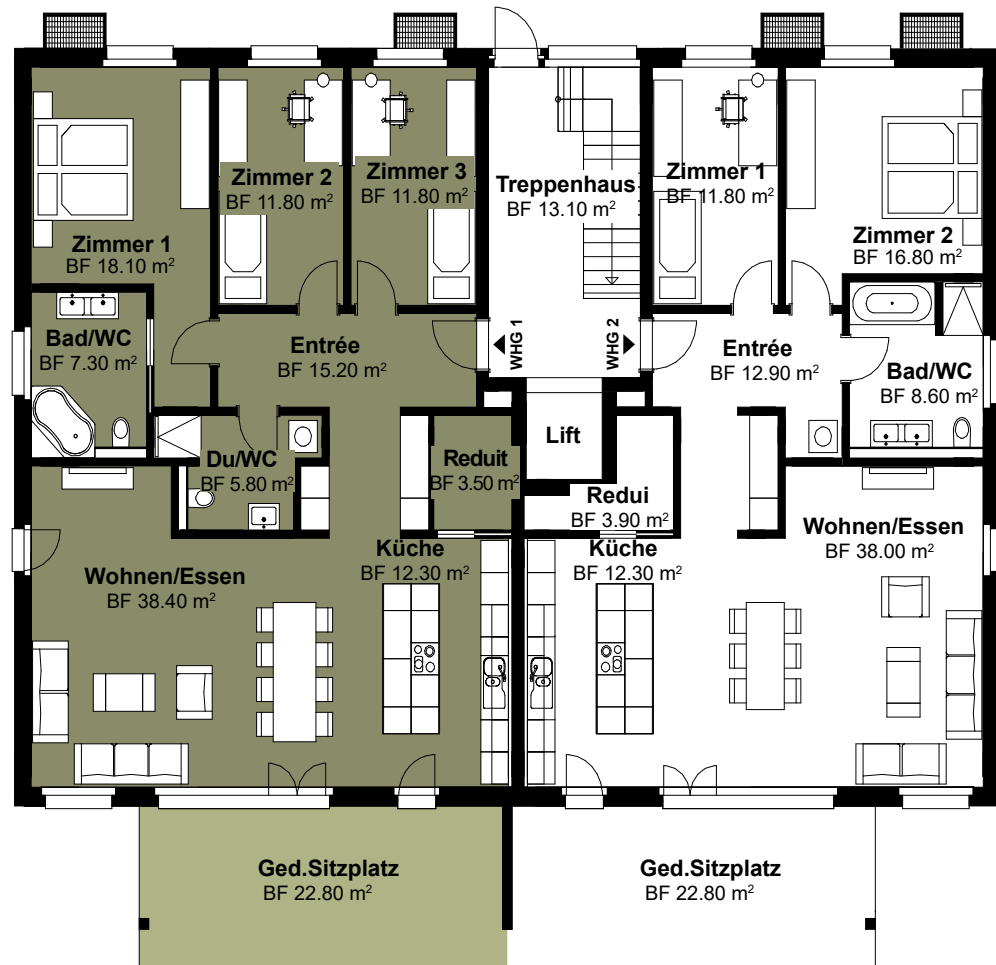 Zimmer 1
BF 18.10 m²
Zimmer 2
BF 11.80 m²
Zimmer 3
BF 11.80 m²
Treppenhaus
BF 13.10 m²
Zimmer 1
BF 11.80 m²
Zimmer 2
BF 16.80 m²
Bad/WC
BF 7.30 m²
Entrée
BF 15.20 m²
WHG 1
WHG 2
Entrée
BF 12.90 m²
Bad/WC
BF 8.60 m²
Du/WC
BF 5.80 m²
Reduit
BF 3.50 m²
Lift
Redui
BF 3.90 m²
Wohnen/Essen
BF 38.40 m²
Küche
BF 12.30 m²
Küche
BF 12.30 m²
Wohnen/Essen
BF 38.00 m²
Ged.Sitzplatz
BF 22.80 m²
Ged.Sitzplatz
BF 22.80 m²